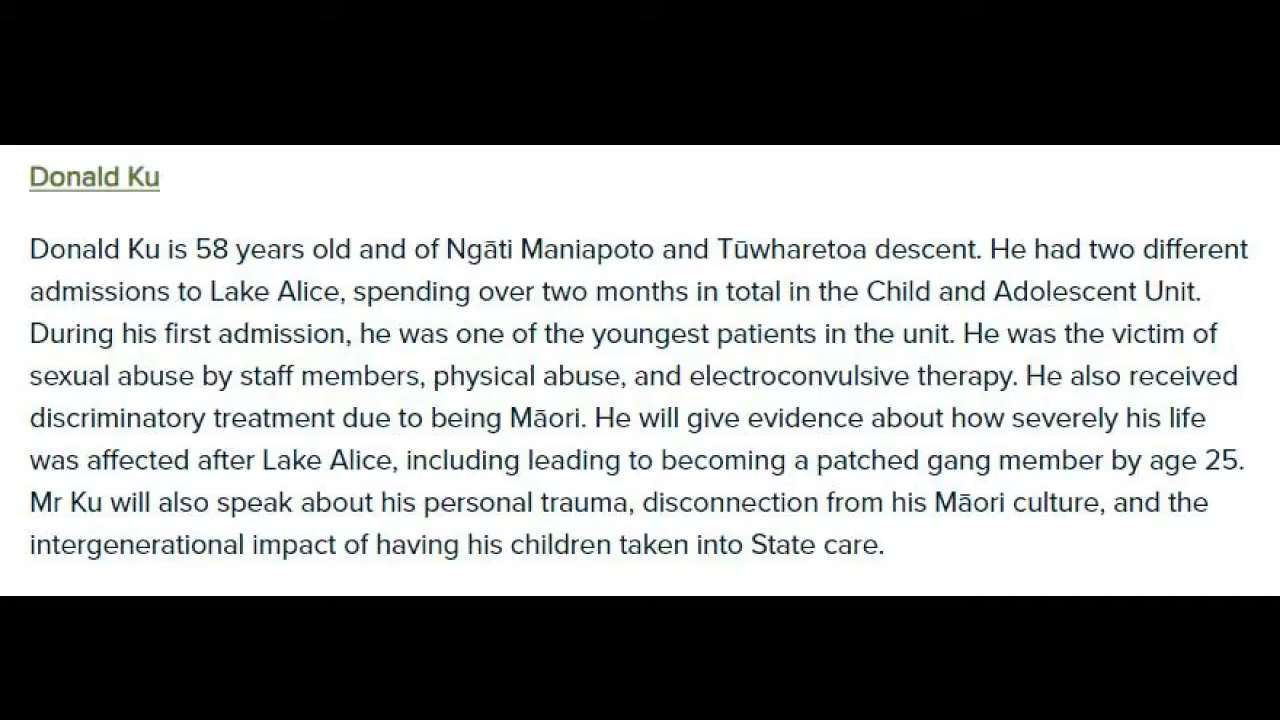 Donald Ku
Donald Ku is 58 years old and of Ngāti Maniapoto and Tūwharetoa descent. He had two different
admissions to Lake Alice, spending over two months in total in the Child and Adolescent Unit.
During his first admission, he was one of the youngest patients in the unit. He was the victim of
sexual abuse by staff members, physical abuse, and electroconvulsive therapy. He also received
discriminatory treatment due to being Māori. He will give evidence about how severely his life
was affected after Lake Alice, including leading to becoming a patched gang member by age 25.
Mr Ku will also speak about his personal trauma, disconnection from his Māori culture, and the
intergenerational impact of having his children taken into State care.